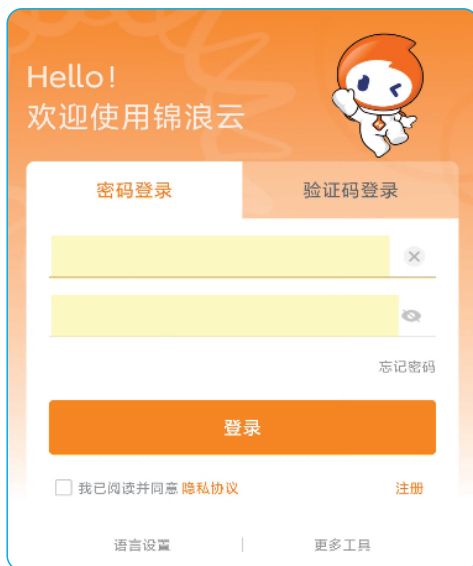 Hello!
欢迎使用锦浪云
密码登录 验证码登录
忘记密码
登录
我已阅读并同意 隐私协议 注册
语言设置 | 更多工具